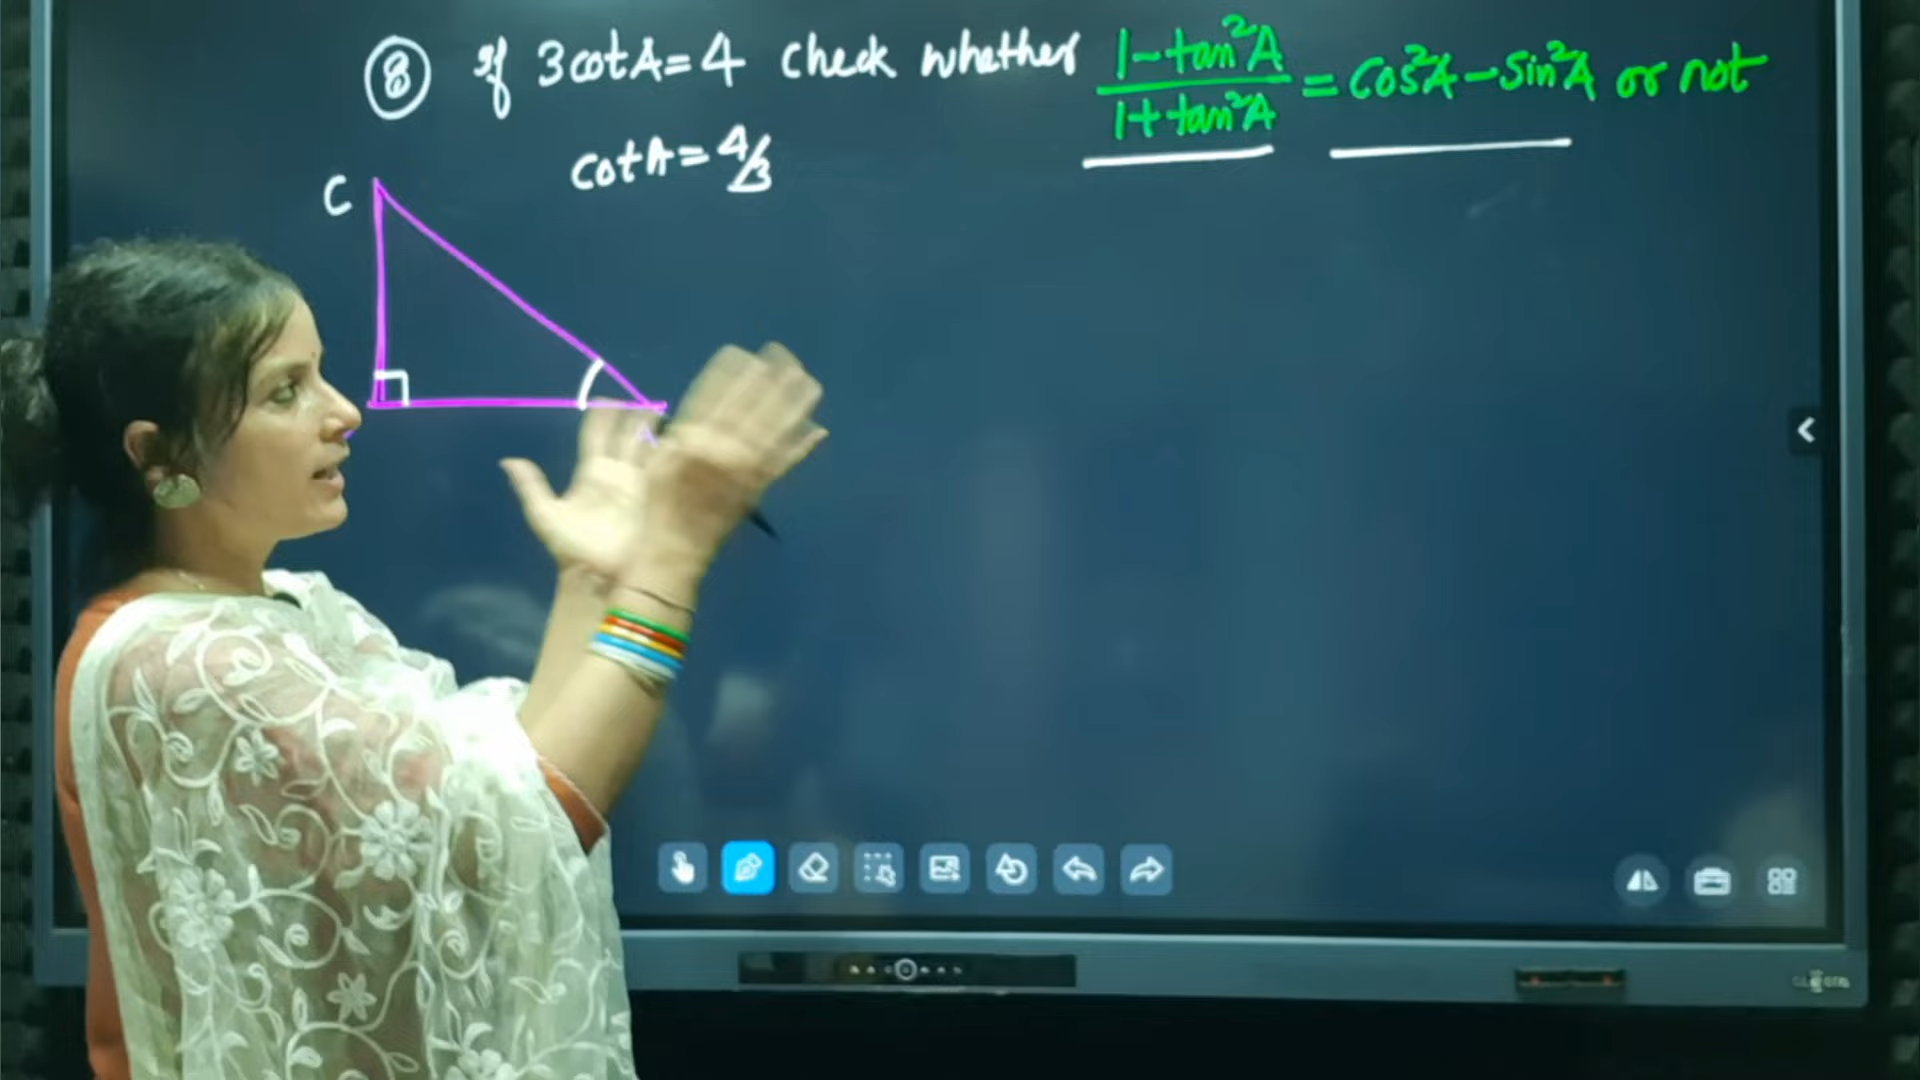 ⑧ If 3cotA=4 check whether (1-tan²A)/(1+tan²A) = cos²A-sin²A or not
cotA=4/3
C
A